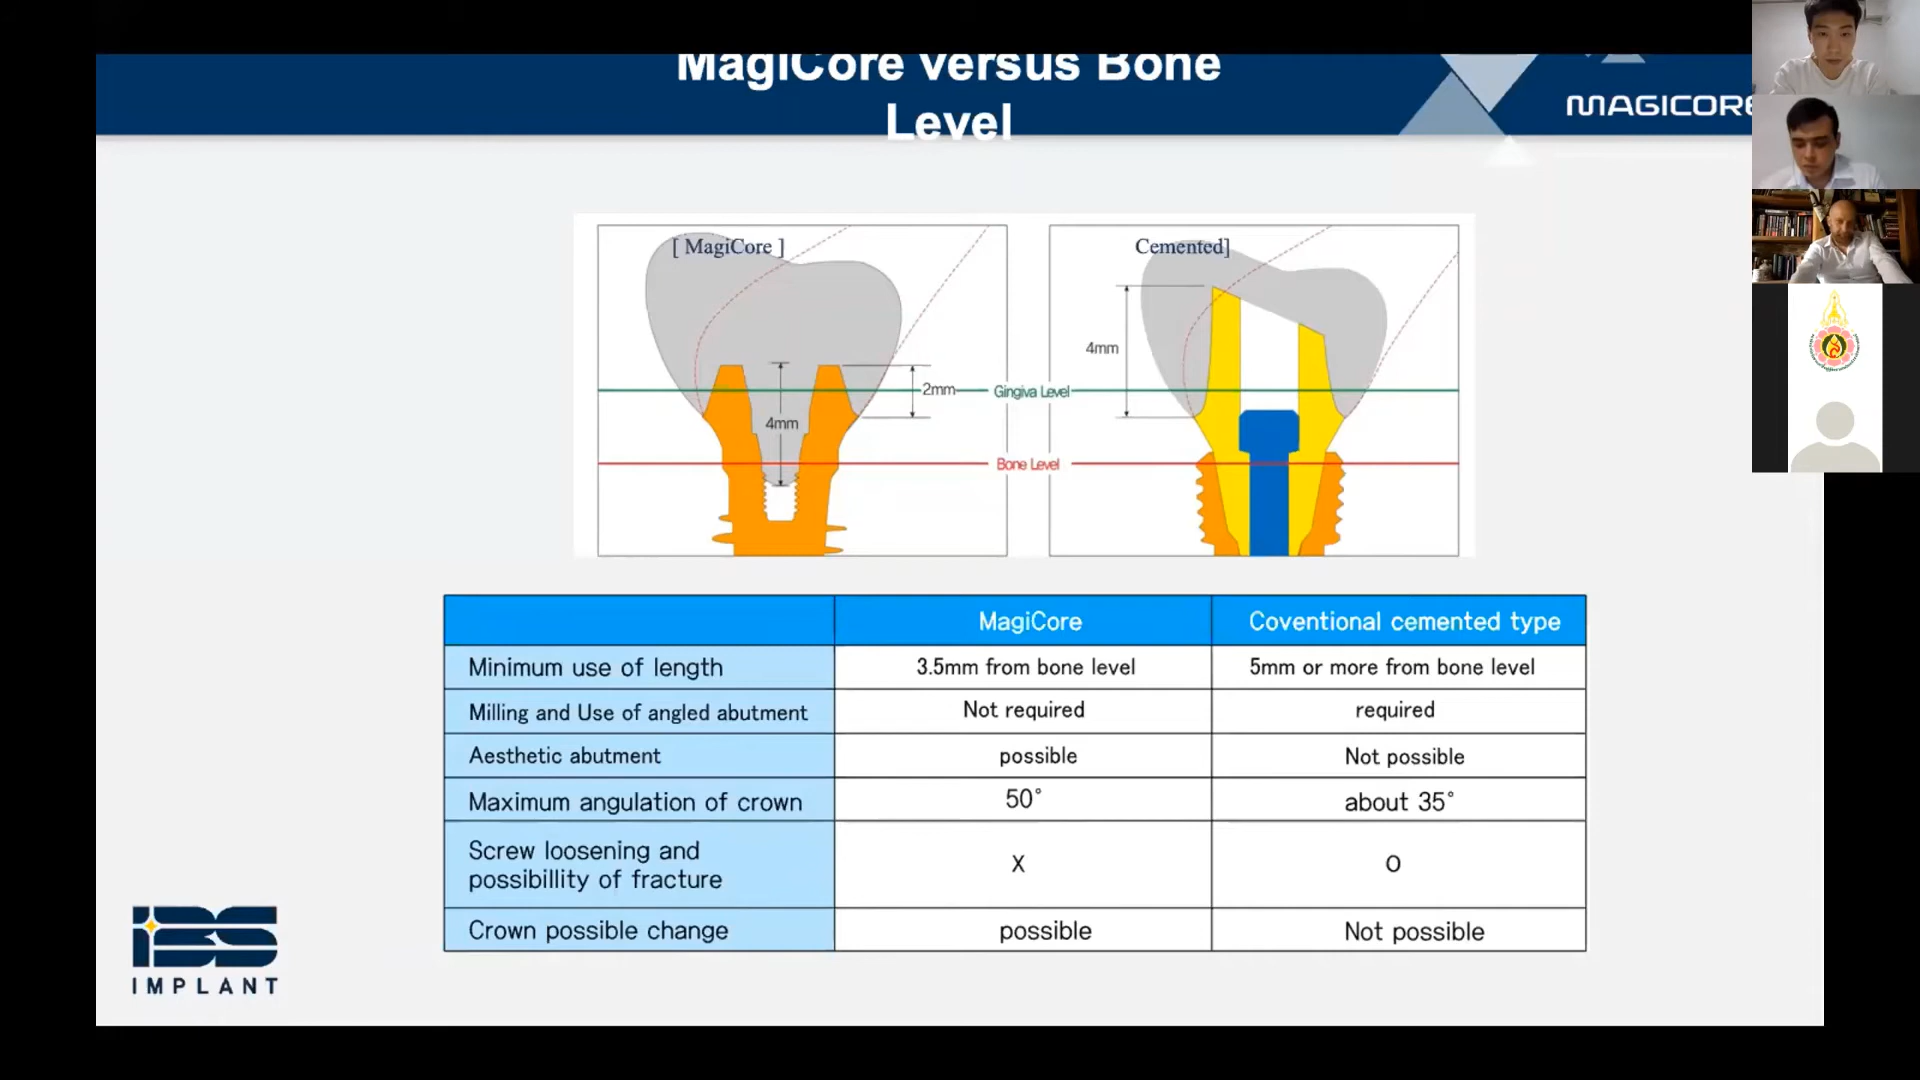 MagiCore versus Bone
Level
MAGICORE
[ MagiCore ]
Cemented]
4mm
2mm
Gingiva Level
4mm
Bone Level
MagiCore
Coventional cemented type
Minimum use of length
3.5mm from bone level
5mm or more from bone level
Milling and Use of angled abutment
Not required
required
Aesthetic abutment
possible
Not possible
Maximum angulation of crown
50°
about 35°
Screw loosening and
possibillity of fracture
X
O
Crown possible change
possible
Not possible
IBS
IMPLANT